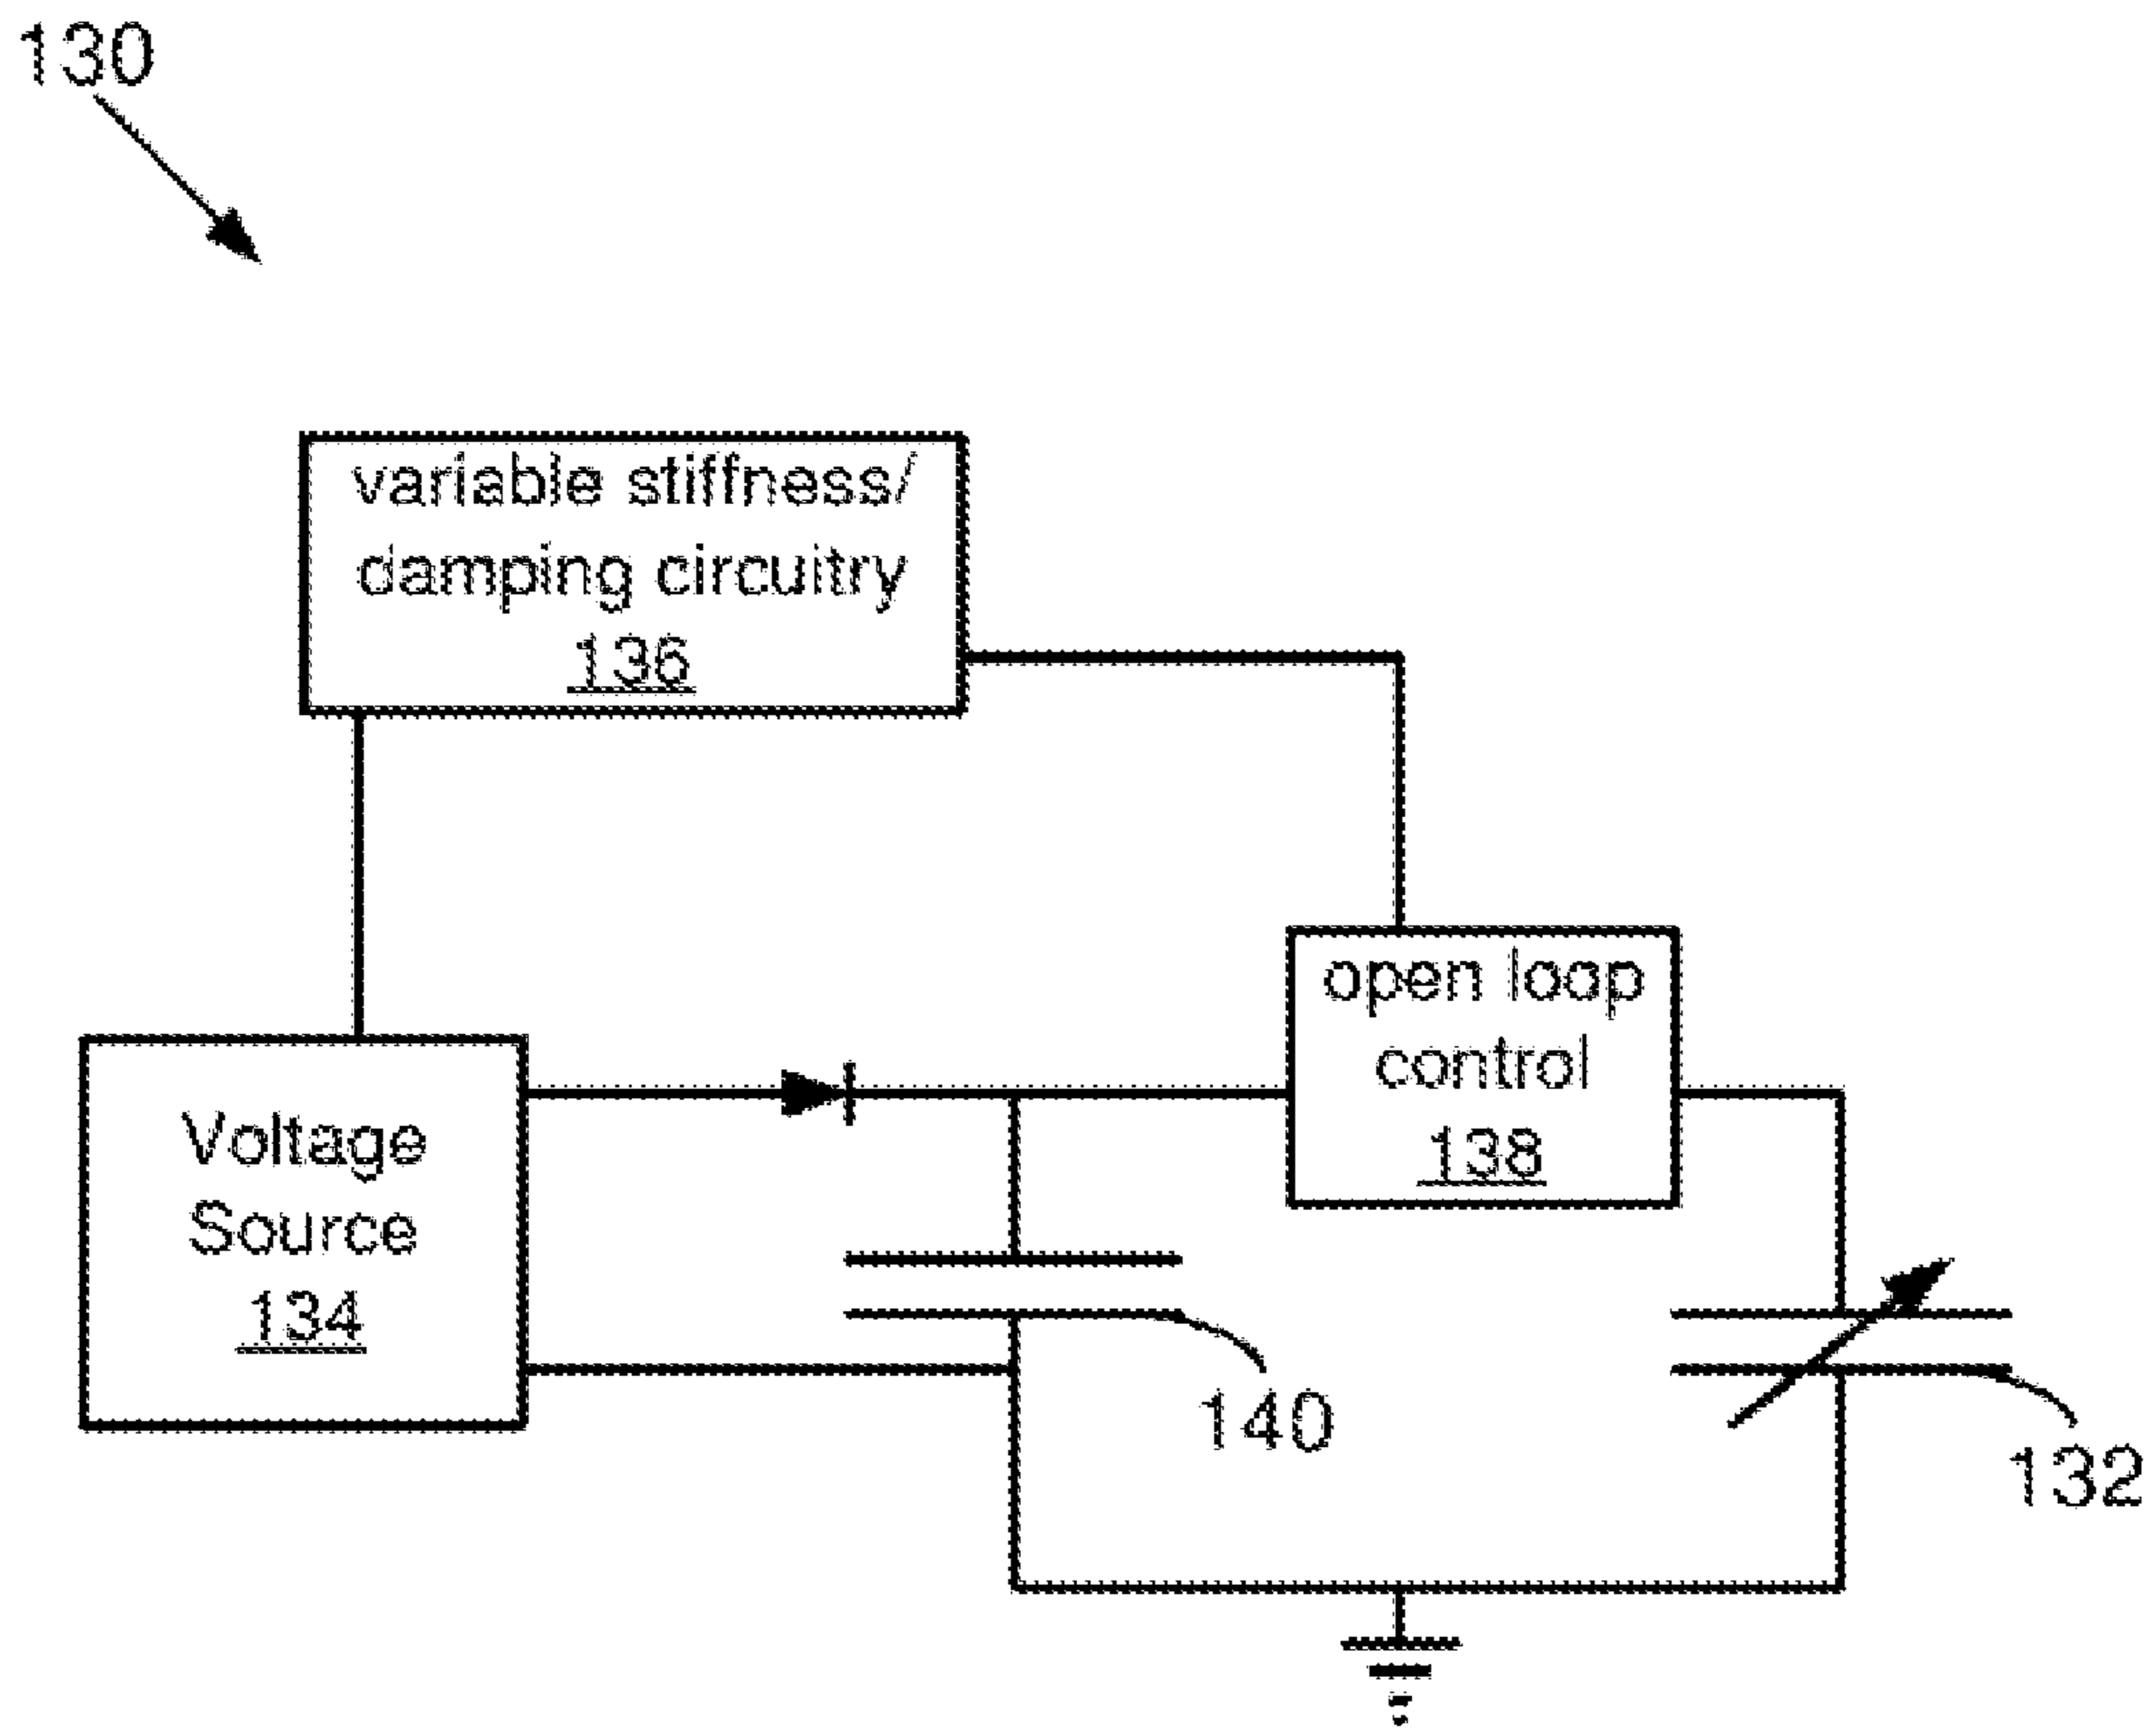 130
variable stiffness/
damping circuitry
136
open loop
control
138
Voltage
Source
134
140
132